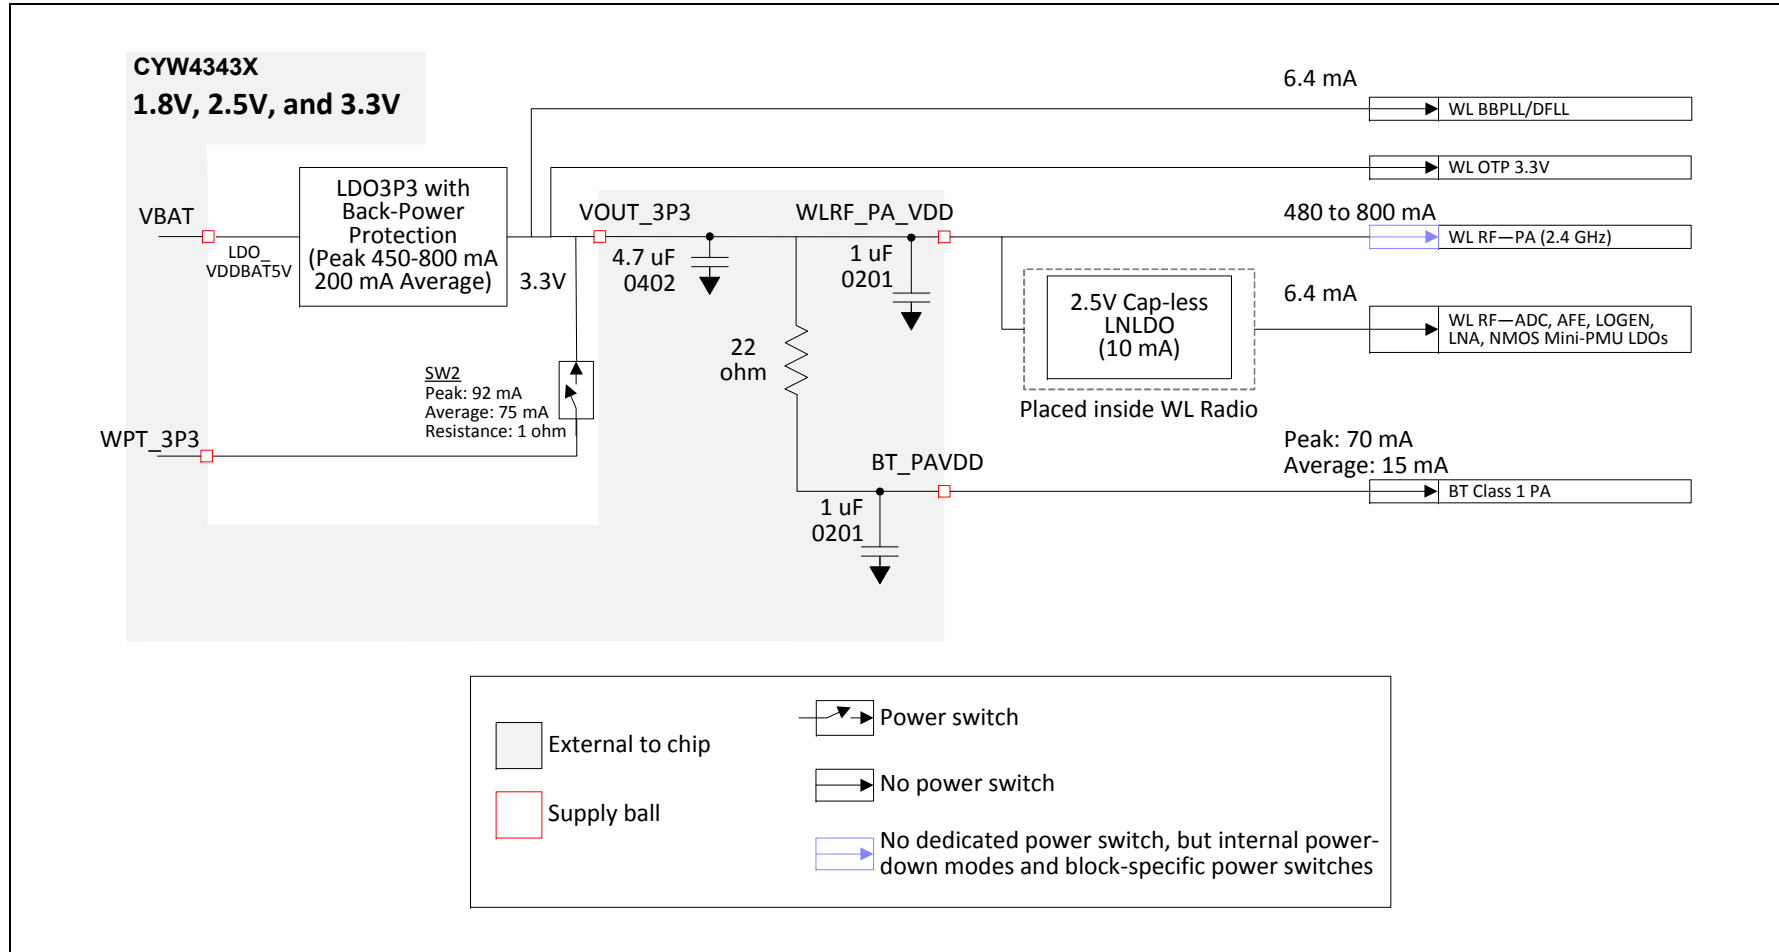 CYW4343X
1.8V, 2.5V, and 3.3V
6.4 mA
WL BBPLL/DFLL
WL OTP 3.3V
LDO3P3 with
Back-Power
Protection
(Peak 450-800 mA
200 mA Average)
VBAT
LDO_
VDDBAT5V
3.3V
VOUT_3P3
WLRF_PA_VDD
480 to 800 mA
WL RF—PA (2.4 GHz)
4.7 uF
0402
1 uF
0201
2.5V Cap-less
LNLDO
(10 mA)
6.4 mA
WL RF—ADC, AFE, LOGEN,
LNA, NMOS Mini-PMU LDOs
22
ohm
Placed inside WL Radio
SW2
Peak: 92 mA
Average: 75 mA
Resistance: 1 ohm
WPT_3P3
BT_PAVDD
Peak: 70 mA
Average: 15 mA
BT Class 1 PA
1 uF
0201
External to chip
Supply ball
Power switch
No power switch
No dedicated power switch, but internal power-
down modes and block-specific power switches